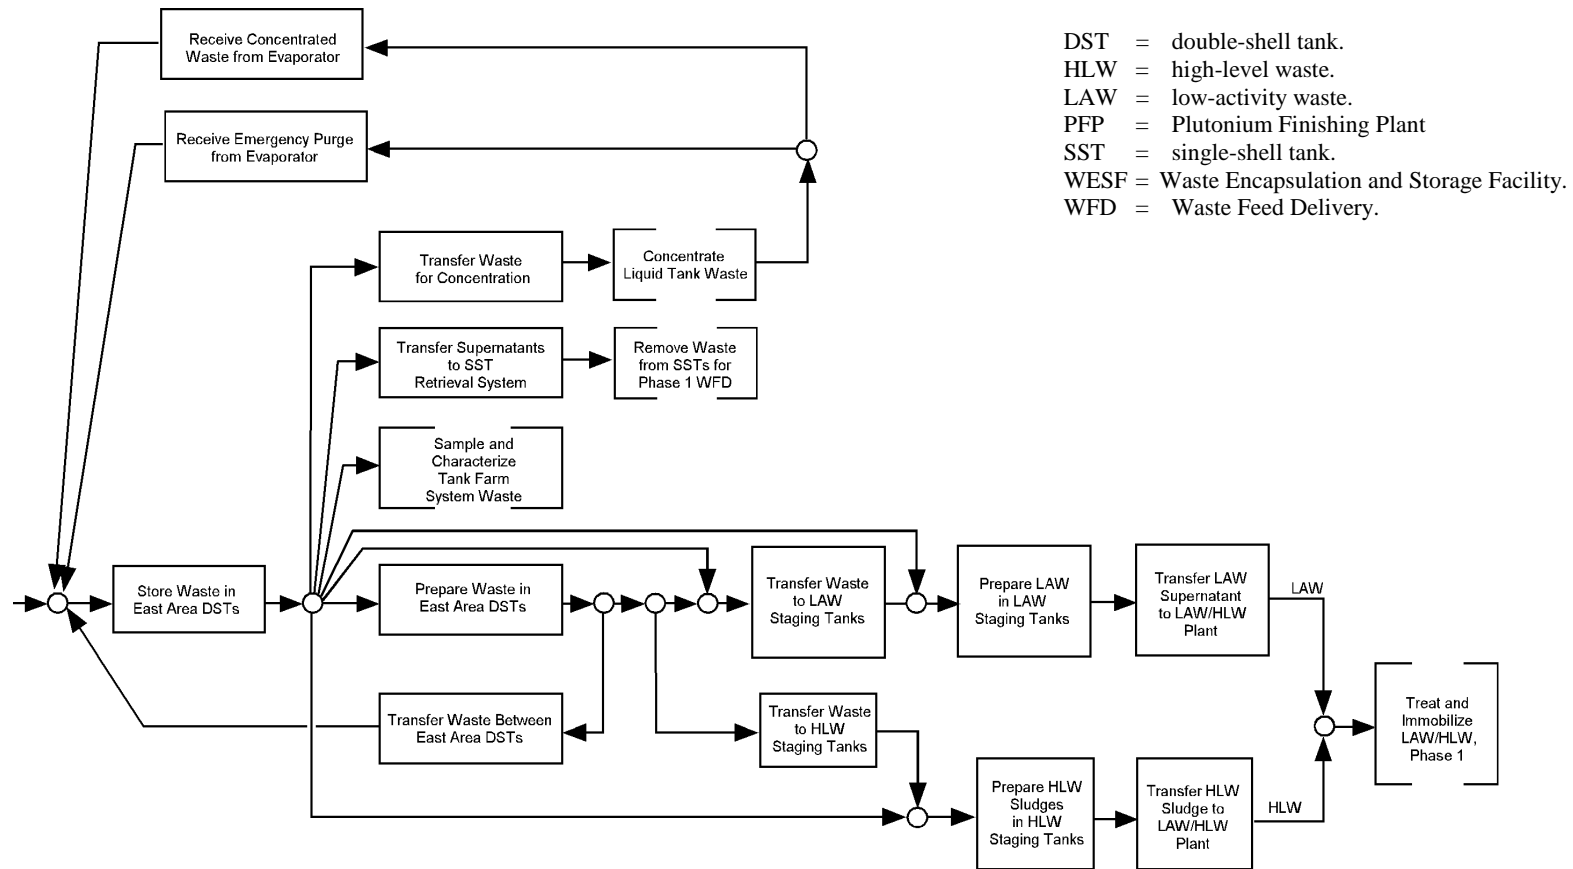 Receive Concentrated
Waste from Evaporator
DST = double-shell tank.
HLW = high-level waste.
LAW = low-activity waste.
PFP = Plutonium Finishing Plant
SST = single-shell tank.
WESF = Waste Encapsulation and Storage Facility.
WFD = Waste Feed Delivery.
Receive Emergency Purge
from Evaporator
Transfer Waste
for Concentration
Concentrate
Liquid Tank Waste
Transfer Supernatants
to SST
Retrieval System
Remove Waste
from SSTs for
Phase 1 WFD
Sample and
Characterize
Tank Farm
System Waste
Store Waste in
East Area DSTs
Prepare Waste in
East Area DSTs
Transfer Waste
to LAW
Staging Tanks
Prepare LAW
in LAW
Staging Tanks
Transfer LAW
Supernatant
to LAW/HLW
Plant
LAW
Transfer Waste Between
East Area DSTs
Transfer Waste
to HLW
Staging Tanks
Treat and
Immobilize
LAW/HLW,
Phase 1
Prepare HLW
Sludges
in HLW
Staging Tanks
Transfer HLW
Sludge to
LAW/HLW
Plant
HLW